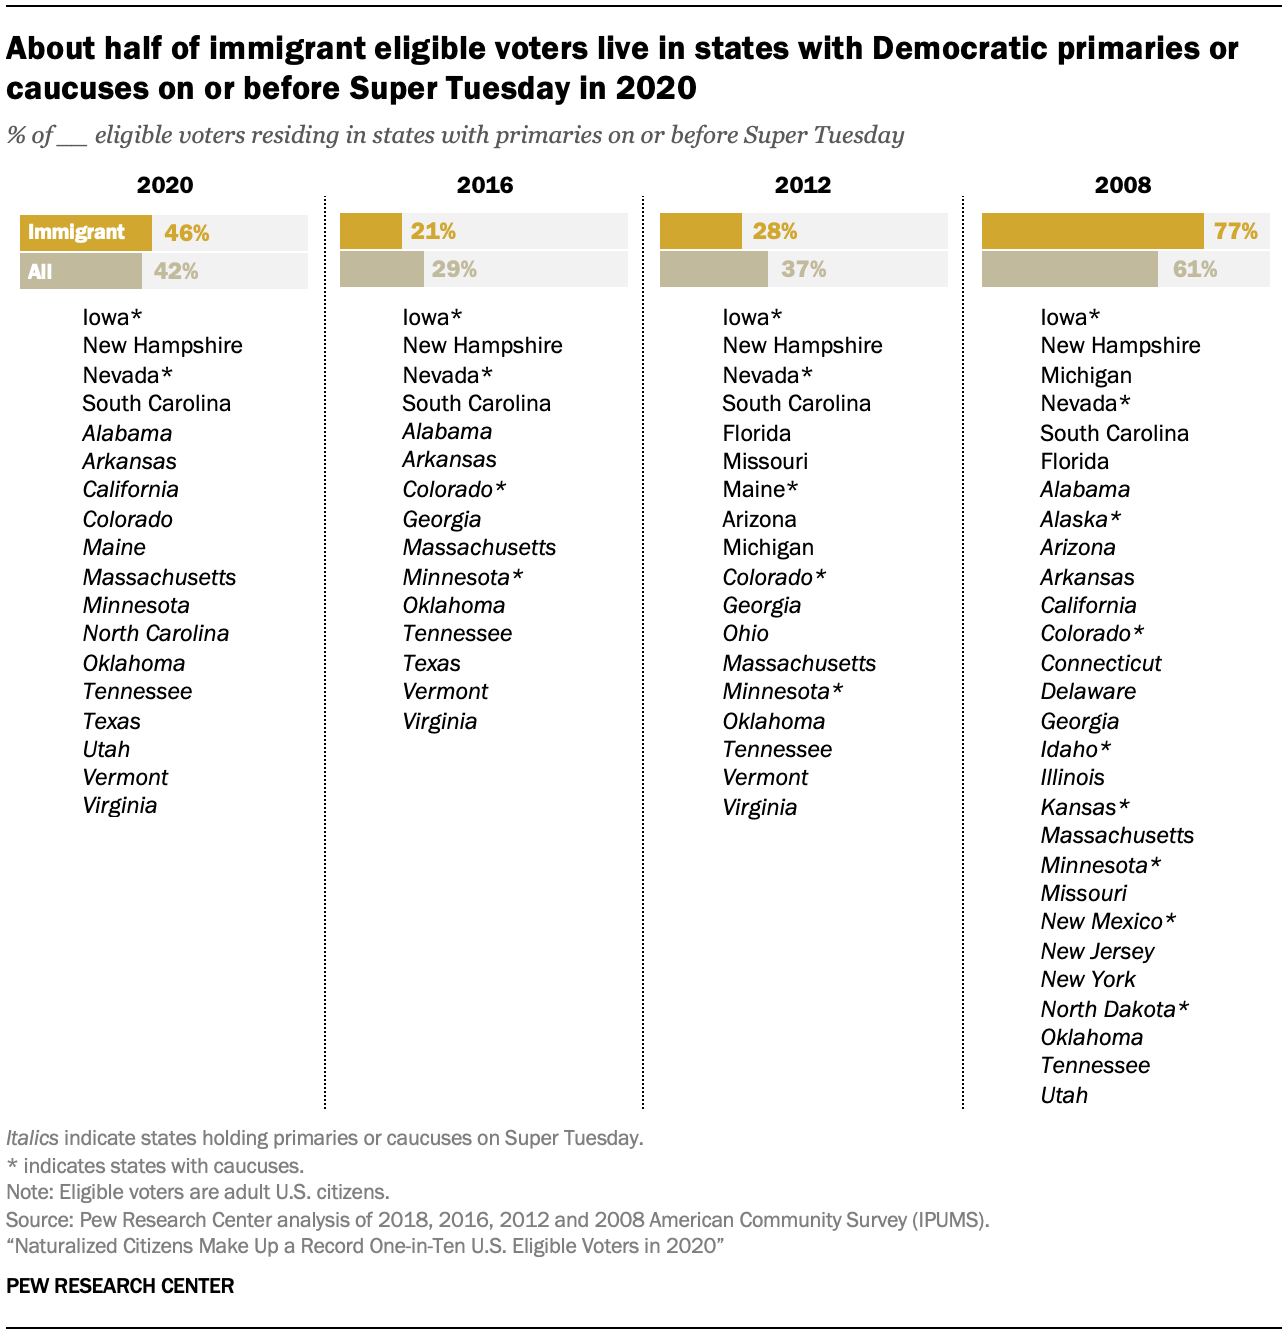 About half of immigrant eligible voters live in states with Democratic primaries or
caucuses on or before Super Tuesday in 2020
% of __ eligible voters residing in states with primaries on or before Super Tuesday
2020
Immigrant 46%
All 42%
Iowa*
New Hampshire
Nevada*
South Carolina
Alabama
Arkansas
California
Colorado
Maine
Massachusetts
Minnesota
North Carolina
Oklahoma
Tennessee
Texas
Utah
Vermont
Virginia
2016
21%
29%
Iowa*
New Hampshire
Nevada*
South Carolina
Alabama
Arkansas
Colorado*
Georgia
Massachusetts
Minnesota*
Oklahoma
Tennessee
Texas
Vermont
Virginia
2012
28%
37%
Iowa*
New Hampshire
Nevada*
South Carolina
Florida
Missouri
Maine*
Arizona
Michigan
Colorado*
Georgia
Ohio
Massachusetts
Minnesota*
Oklahoma
Tennessee
Vermont
Virginia
2008
77%
61%
Iowa*
New Hampshire
Michigan
Nevada*
South Carolina
Florida
Alabama
Alaska*
Arizona
Arkansas
California
Colorado*
Connecticut
Delaware
Georgia
Idaho*
Illinois
Kansas*
Massachusetts
Minnesota*
Missouri
New Mexico*
New Jersey
New York
North Dakota*
Oklahoma
Tennessee
Utah
Italics indicate states holding primaries or caucuses on Super Tuesday.
* indicates states with caucuses.
Note: Eligible voters are adult U.S. citizens.
Source: Pew Research Center analysis of 2018, 2016, 2012 and 2008 American Community Survey (IPUMS).
“Naturalized Citizens Make Up a Record One-in-Ten U.S. Eligible Voters in 2020”
PEW RESEARCH CENTER